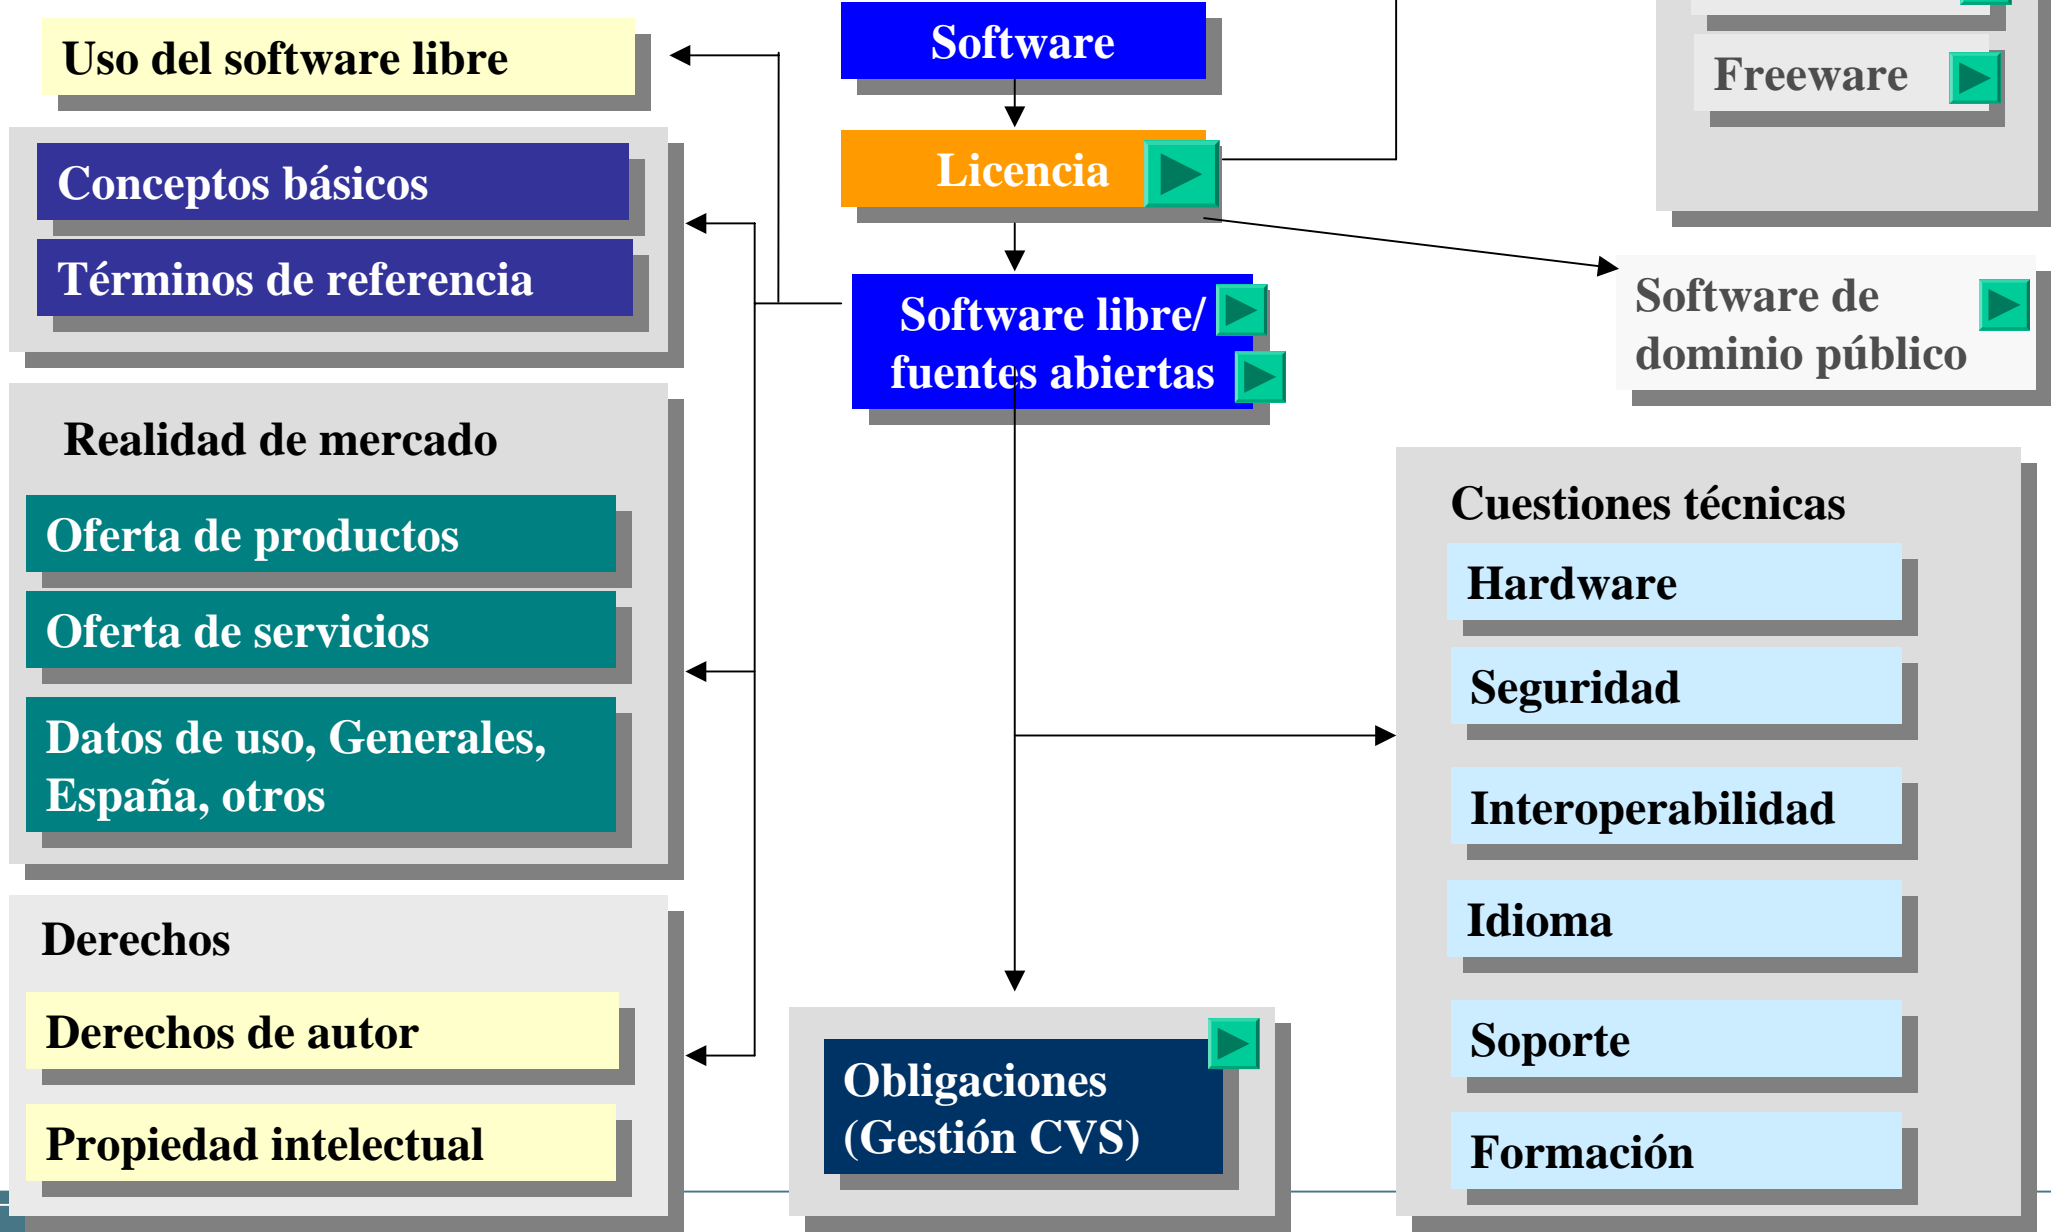 Uso del software libre
Conceptos básicos
Términos de referencia
Realidad de mercado
Oferta de productos
Oferta de servicios
Datos de uso, Generales,
España, otros
Derechos
Derechos de autor
Propiedad intelectual
Software
Licencia
Software libre/
fuentes abiertas
Obligaciones
(Gestión CVS)
Freeware
Software de
dominio público
Cuestiones técnicas
Hardware
Seguridad
Interoperabilidad
Idioma
Soporte
Formación